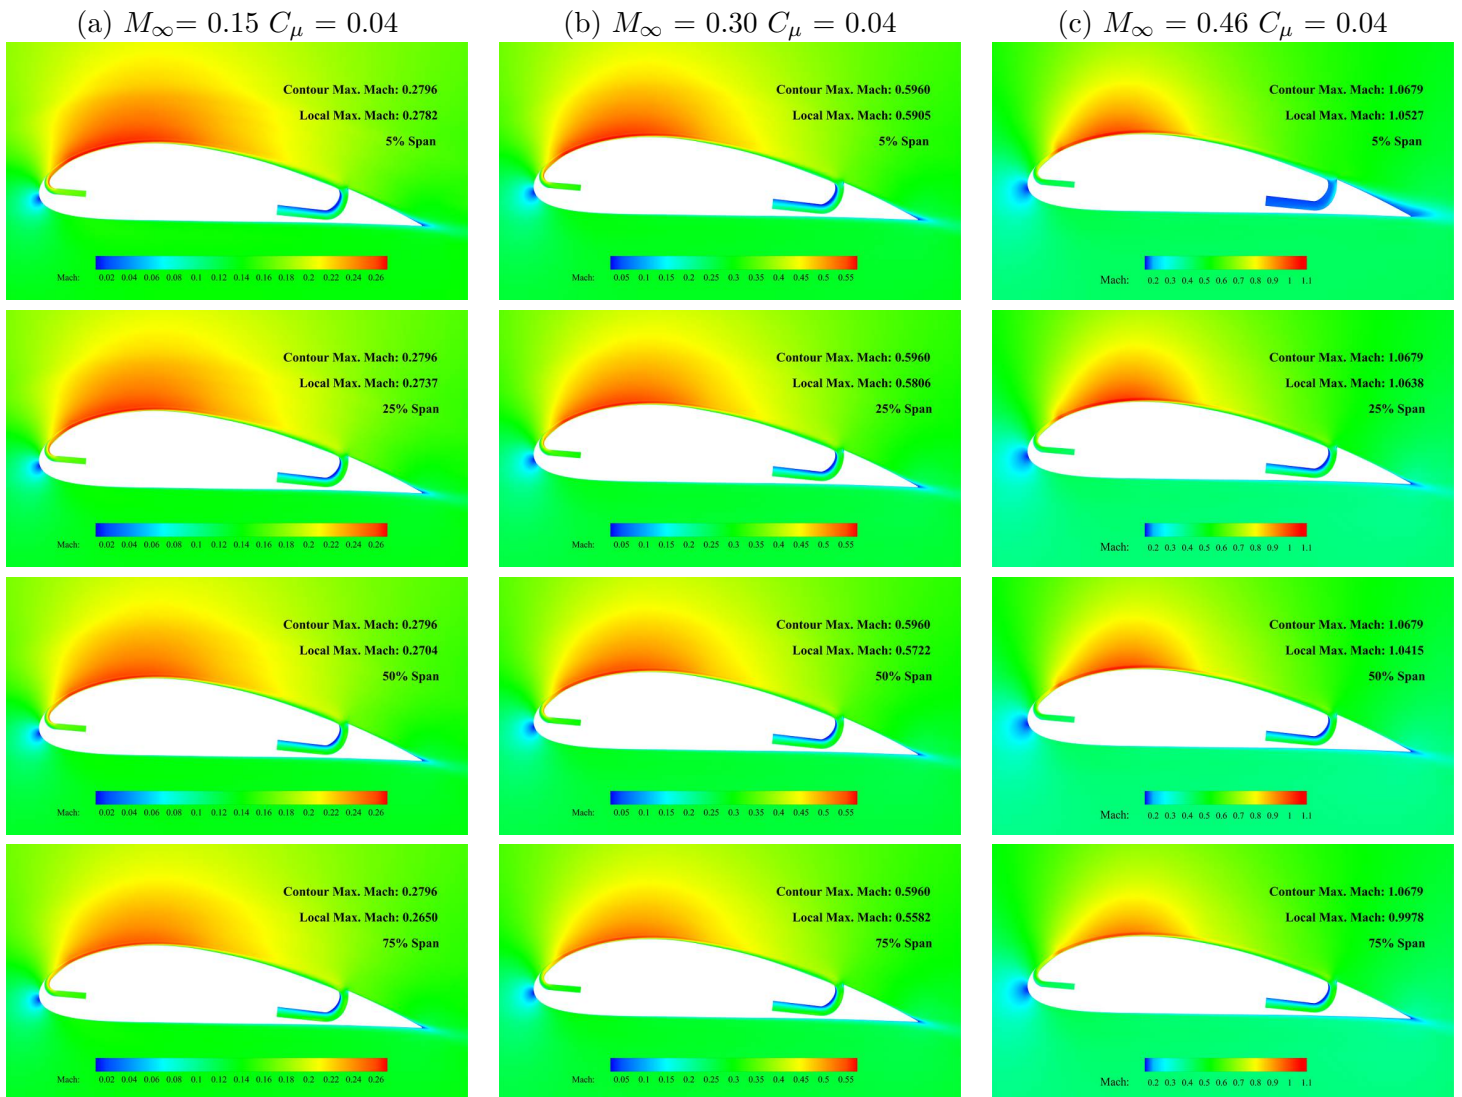 (a) M∞= 0.15 Cμ = 0.04
(b) M∞ = 0.30 Cμ = 0.04
(c) M∞ = 0.46 Cμ = 0.04
Contour Max. Mach: 0.2796
Local Max. Mach: 0.2782
5% Span
Mach: 0.02 0.04 0.06 0.08 0.1 0.12 0.14 0.16 0.18 0.2 0.22 0.24 0.26
Contour Max. Mach: 0.5960
Local Max. Mach: 0.5905
5% Span
Mach: 0.05 0.1 0.15 0.2 0.25 0.3 0.35 0.4 0.45 0.5 0.55
Contour Max. Mach: 1.0679
Local Max. Mach: 1.0527
5% Span
Mach: 0.2 0.3 0.4 0.5 0.6 0.7 0.8 0.9 1 1.1
Contour Max. Mach: 0.2796
Local Max. Mach: 0.2737
25% Span
Mach: 0.02 0.04 0.06 0.08 0.1 0.12 0.14 0.16 0.18 0.2 0.22 0.24 0.26
Contour Max. Mach: 0.5960
Local Max. Mach: 0.5806
25% Span
Mach: 0.05 0.1 0.15 0.2 0.25 0.3 0.35 0.4 0.45 0.5 0.55
Contour Max. Mach: 1.0679
Local Max. Mach: 1.0638
25% Span
Mach: 0.2 0.3 0.4 0.5 0.6 0.7 0.8 0.9 1 1.1
Contour Max. Mach: 0.2796
Local Max. Mach: 0.2704
50% Span
Mach: 0.02 0.04 0.06 0.08 0.1 0.12 0.14 0.16 0.18 0.2 0.22 0.24 0.26
Contour Max. Mach: 0.5960
Local Max. Mach: 0.5722
50% Span
Mach: 0.05 0.1 0.15 0.2 0.25 0.3 0.35 0.4 0.45 0.5 0.55
Contour Max. Mach: 1.0679
Local Max. Mach: 1.0415
50% Span
Mach: 0.2 0.3 0.4 0.5 0.6 0.7 0.8 0.9 1 1.1
Contour Max. Mach: 0.2796
Local Max. Mach: 0.2650
75% Span
Mach: 0.02 0.04 0.06 0.08 0.1 0.12 0.14 0.16 0.18 0.2 0.22 0.24 0.26
Contour Max. Mach: 0.5960
Local Max. Mach: 0.5582
75% Span
Mach: 0.05 0.1 0.15 0.2 0.25 0.3 0.35 0.4 0.45 0.5 0.55
Contour Max. Mach: 1.0679
Local Max. Mach: 0.9978
75% Span
Mach: 0.2 0.3 0.4 0.5 0.6 0.7 0.8 0.9 1 1.1